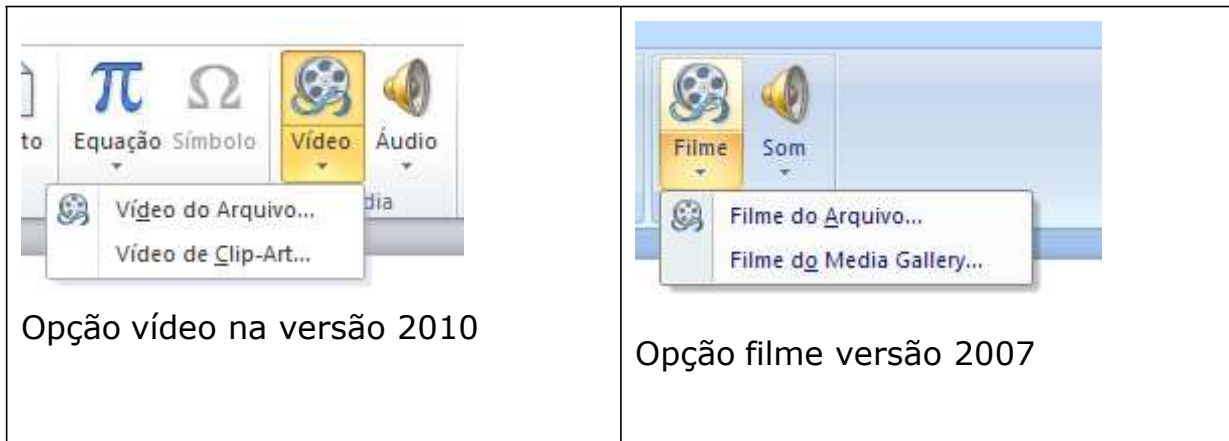 to Equação Símbolo Vídeo Áudio
dia
Vídeo do Arquivo...
Vídeo de Clip-Art...
Opção vídeo na versão 2010
Filme Som
Filme do Arquivo...
Filme do Media Gallery...
Opção filme versão 2007